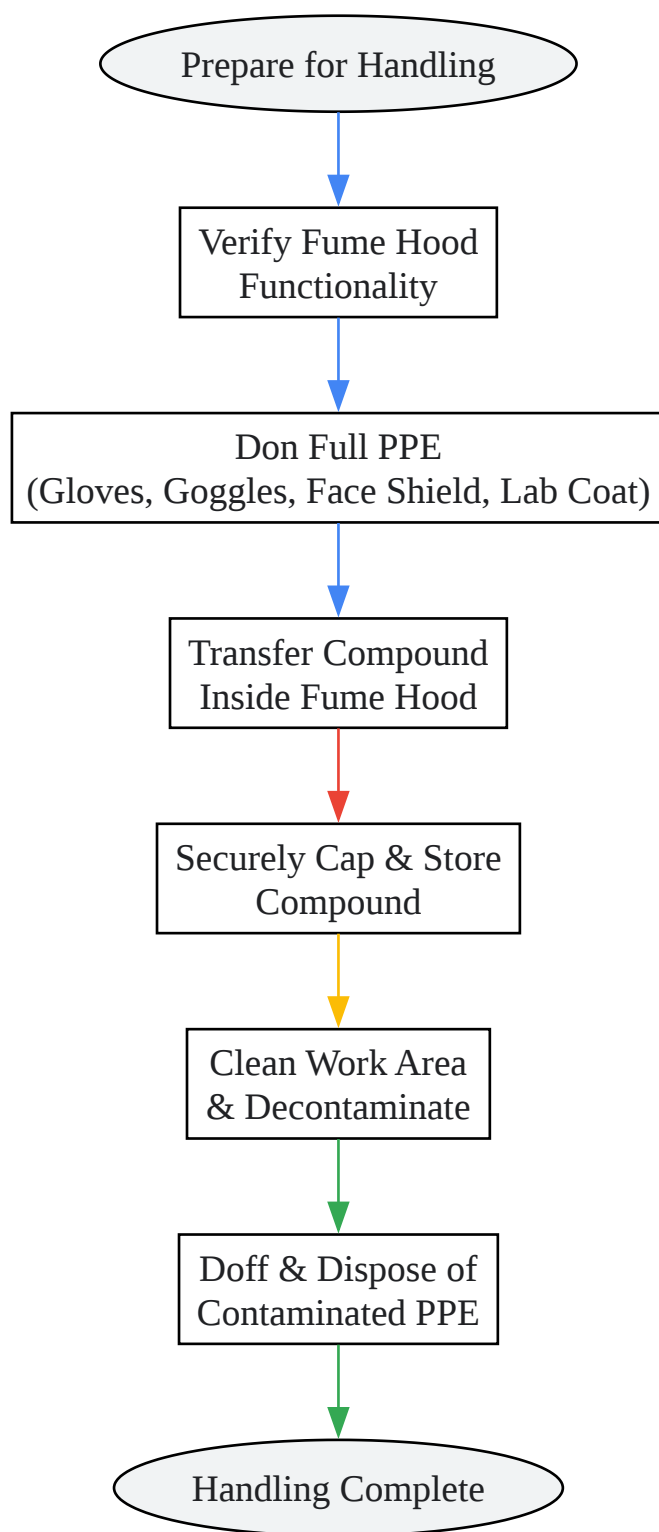 Prepare for Handling
Verify Fume Hood
Functionality
Don Full PPE
(Gloves, Goggles, Face Shield, Lab Coat)
Transfer Compound
Inside Fume Hood
Securely Cap & Store
Compound
Clean Work Area
& Decontaminate
Doff & Dispose of
Contaminated PPE
Handling Complete